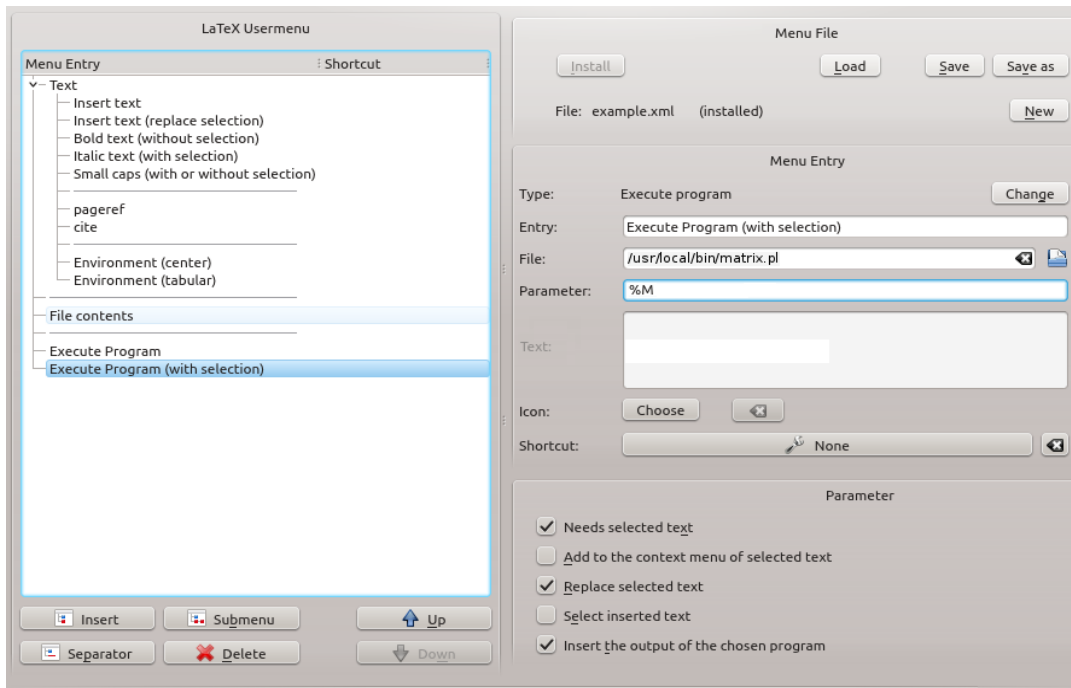 LaTeX Usermenu
Menu Entry Shortcut
Text
Insert text
Insert text (replace selection)
Bold text (without selection)
Italic text (with selection)
Small caps (with or without selection)
pageref
cite
Environment (center)
Environment (tabular)
File contents
Execute Program
Execute Program (with selection)
Insert Submenu Up
Separator Delete Down
Menu File
Install Load Save Save as
File: example.xml (installed) New
Menu Entry
Type: Execute program Change
Entry: Execute Program (with selection)
File: /usr/local/bin/matrix.pl
Parameter: %M
Text:
Icon: Choose
Shortcut: None
Parameter
Needs selected text
Add to the context menu of selected text
Replace selected text
Select inserted text
Insert the output of the chosen program